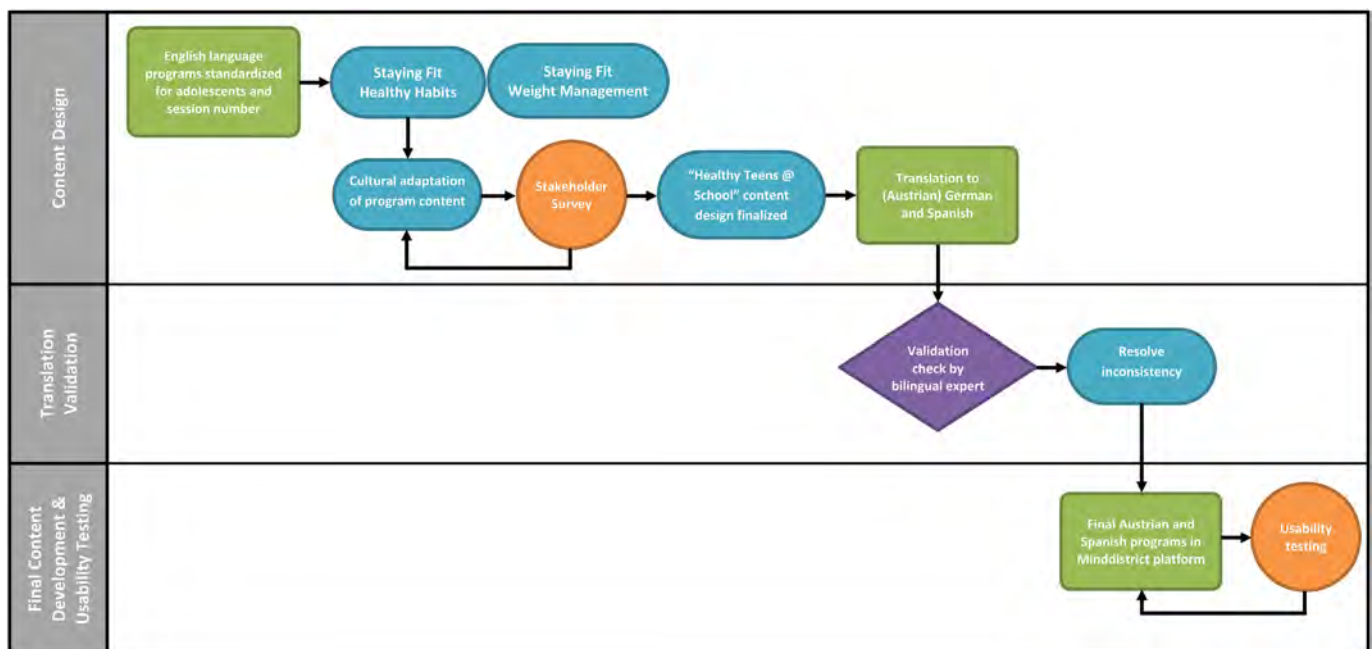 Content Design
English language
programs standardized
for adolescents and
session number
Staying Fit
Healthy Habits
Staying Fit
Weight Management
Cultural adaptation
of program content
Stakeholder
Survey
“Healthy Teens @
School” content
design finalized
Translation to
(Austrian) German
and Spanish
Translation
Validation
Validation
check by
bilingual expert
Resolve
inconsistency
Final Content
Development &
Usability Testing
Final Austrian and
Spanish programs in
Minddistrict platform
Usability
testing